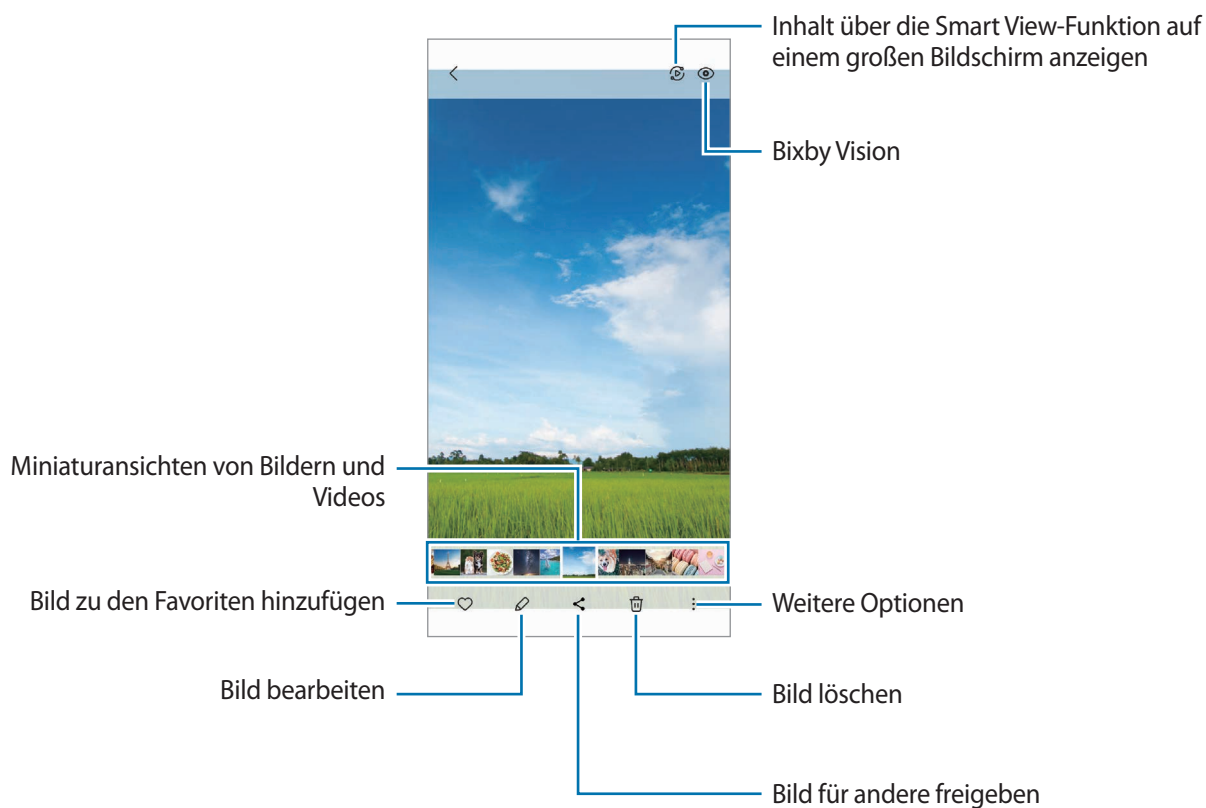 Inhalt über die Smart View-Funktion auf
einem großen Bildschirm anzeigen
Bixby Vision
Miniaturansichten von Bildern und
Videos
Bild zu den Favoriten hinzufügen
Weitere Optionen
Bild bearbeiten
Bild löschen
Bild für andere freigeben